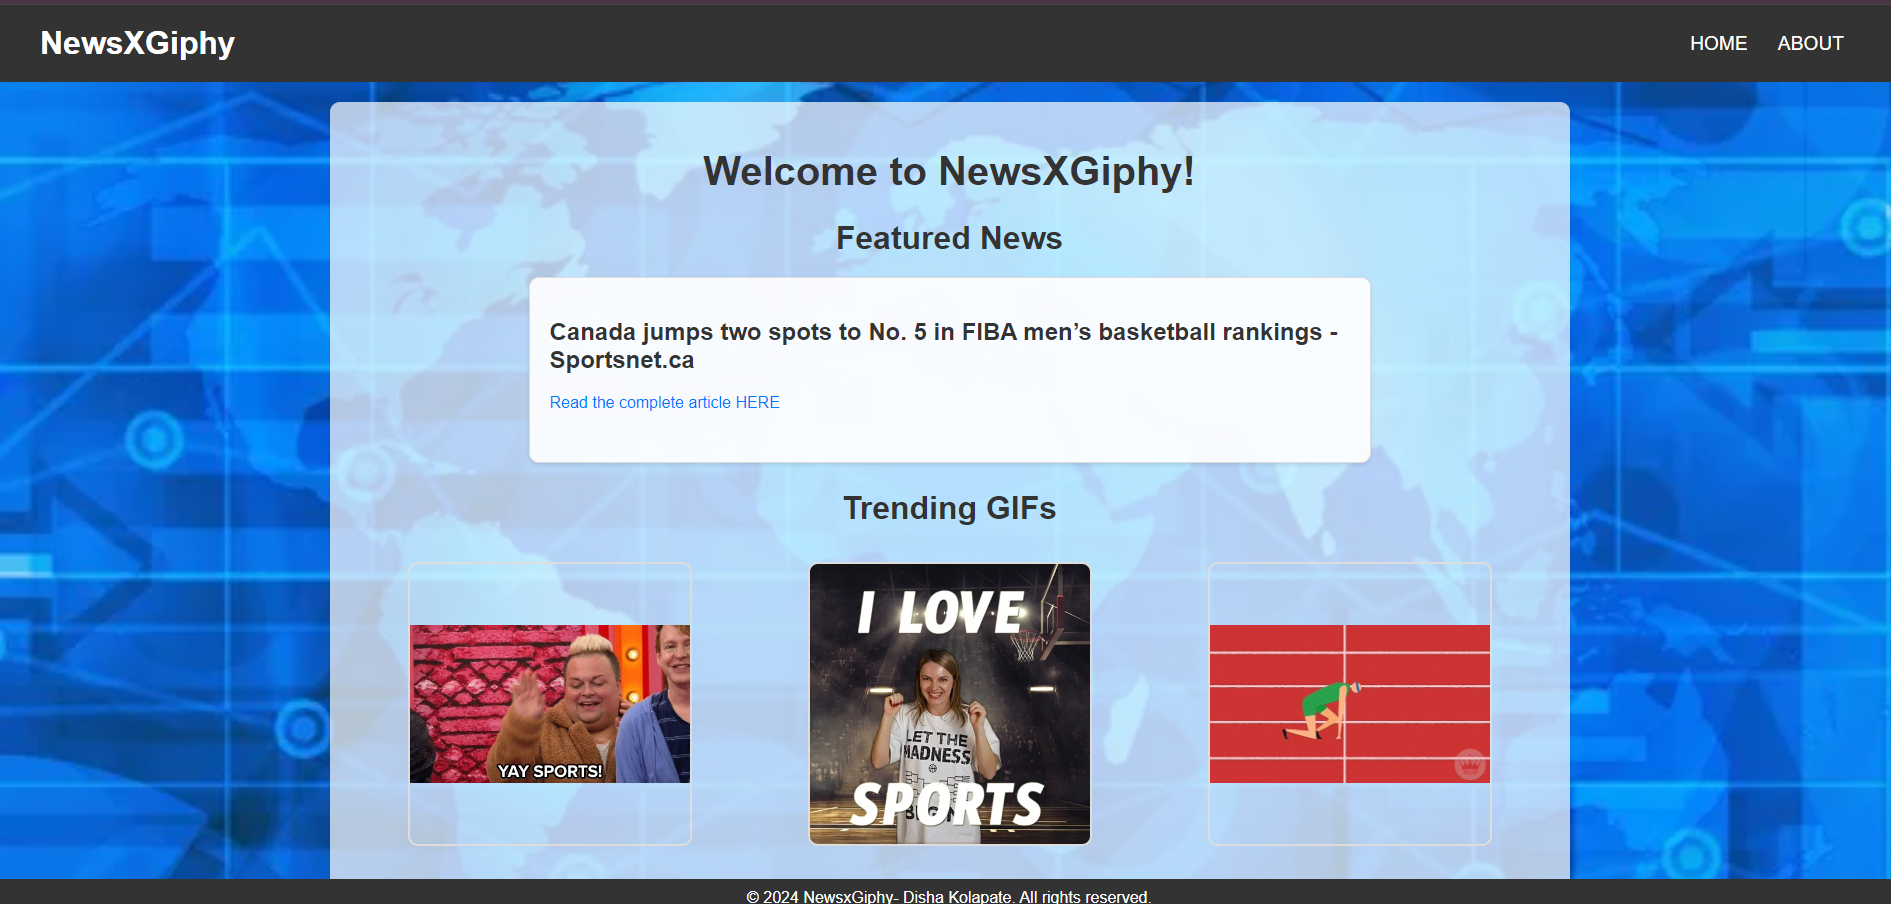 NewsXGiphy
HOME ABOUT
Welcome to NewsXGiphy!
Featured News
Canada jumps two spots to No. 5 in FIBA men’s basketball rankings -
Sportsnet.ca
Read the complete article HERE
Trending GIFs
YAY SPORTS!
I LOVE
LET THE
MADNESS
SPORTS
© 2024 NewsxGiphy- Disha Kolapate. All rights reserved.